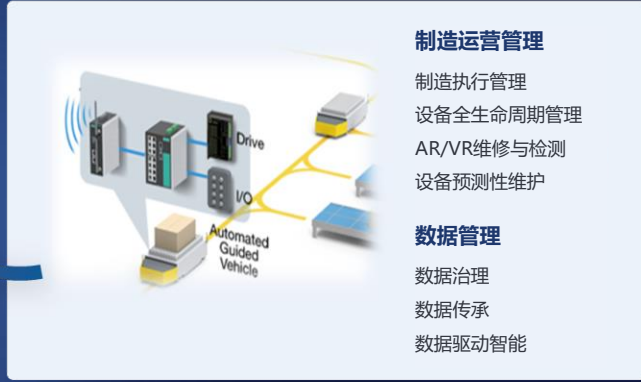 制造运营管理
制造执行管理
设备全生命周期管理
AR/VR维修与检测
设备预测性维护
数据管理
数据治理
数据传承
数据驱动智能
Drive
I/O
Automated
Guided
Vehicle